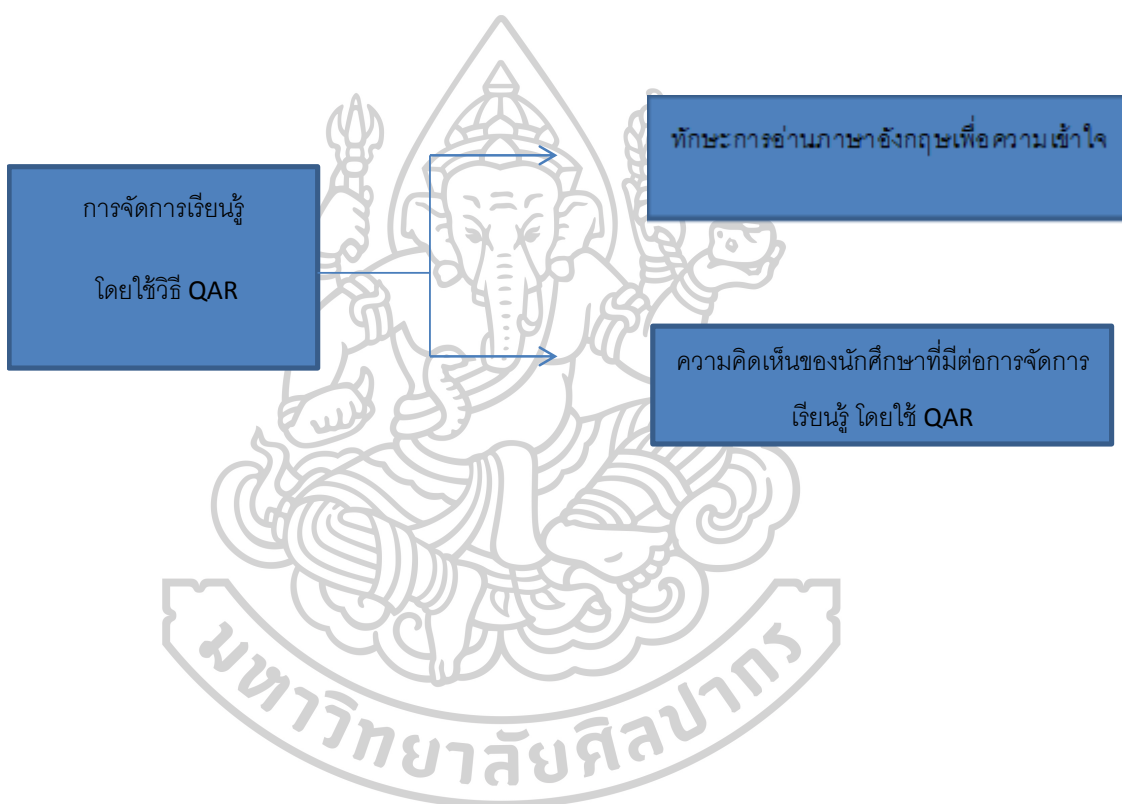 การจัดการเรียนรู้
โดยใช้วิธี QAR
ทักษะการอ่านภาษาอังกฤษเพื่อความเข้าใจ
ความคิดเห็นของนักศึกษาที่มีต่อการจัดการ
เรียนรู้ โดยใช้ QAR
มหาวิทยาลัยศิลปากร